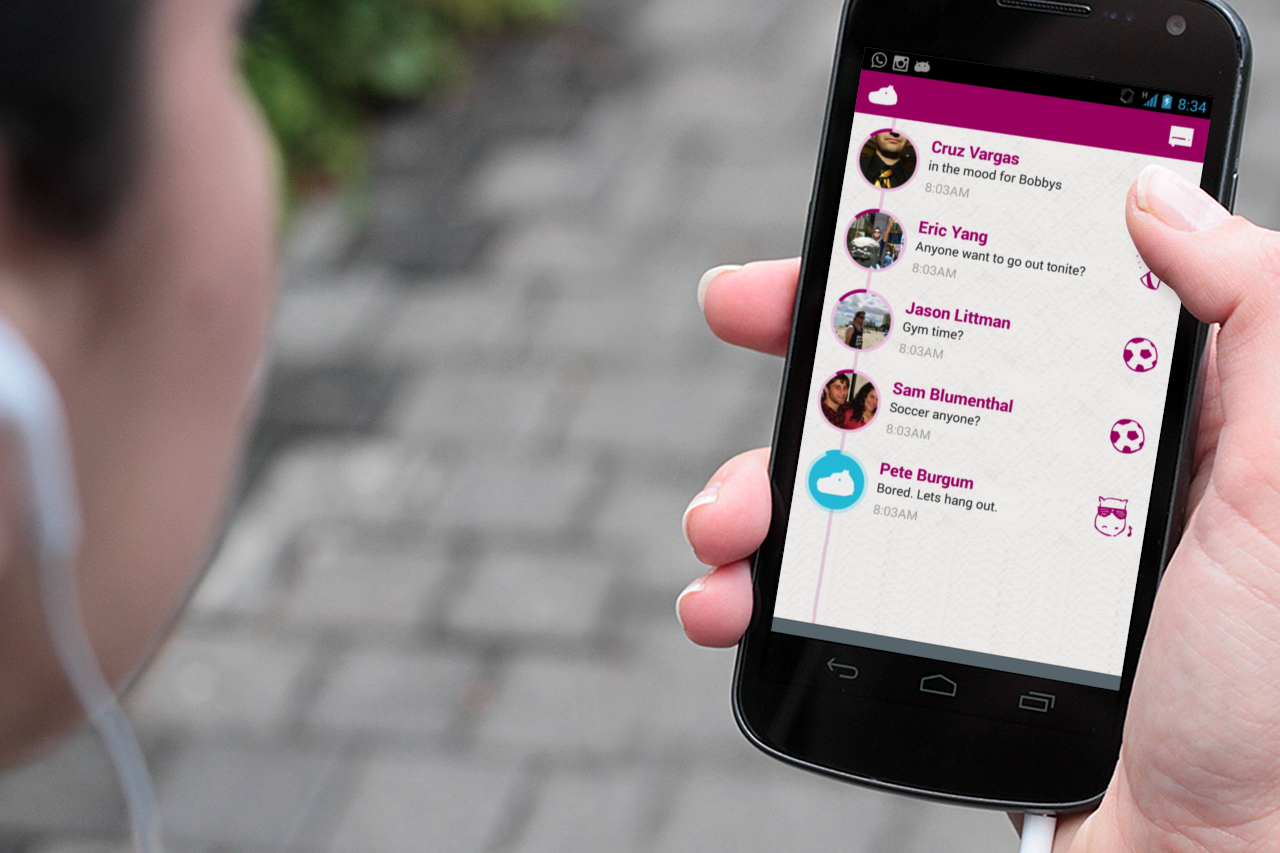 H 8:34
Cruz Vargas
in the mood for Bobbys
8:03AM
Eric Yang
Anyone want to go out tonite?
8:03AM
Jason Littman
Gym time?
8:03AM
Sam Blumenthal
Soccer anyone?
8:03AM
Pete Burgum
Bored. Lets hang out.
8:03AM